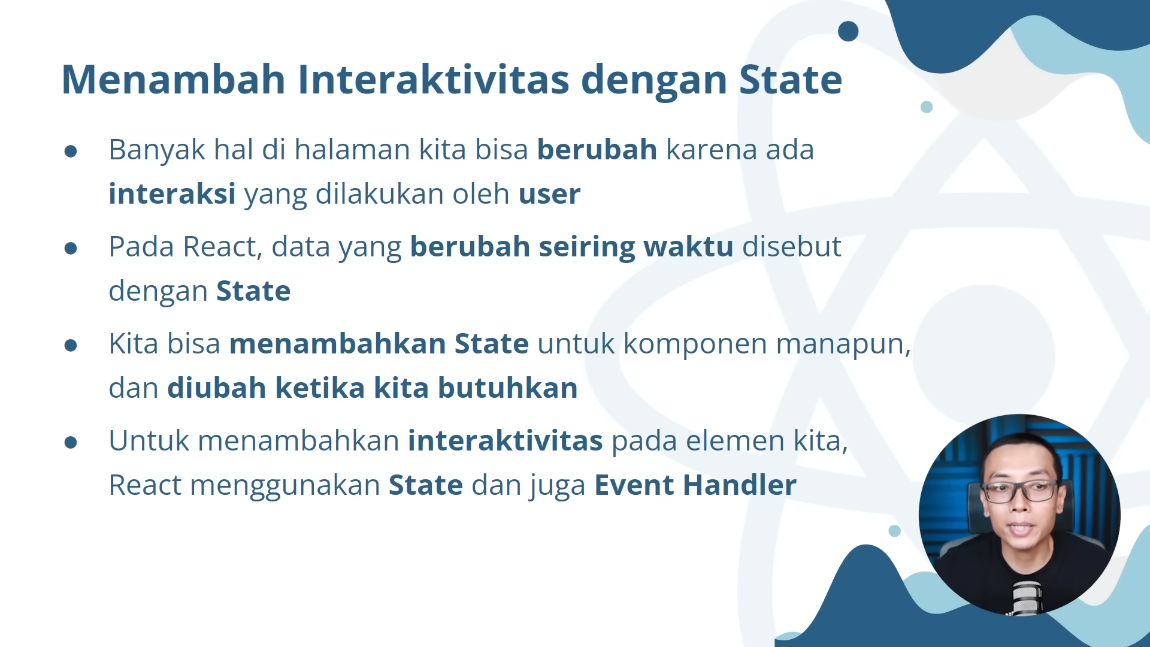 Menambah Interaktivitas dengan State
● Banyak hal di halaman kita bisa berubah karena ada
interaksi yang dilakukan oleh user
● Pada React, data yang berubah seiring waktu disebut
dengan State
● Kita bisa menambahkan State untuk komponen manapun,
dan diubah ketika kita butuhkan
● Untuk menambahkan interaktivitas pada elemen kita,
React menggunakan State dan juga Event Handler